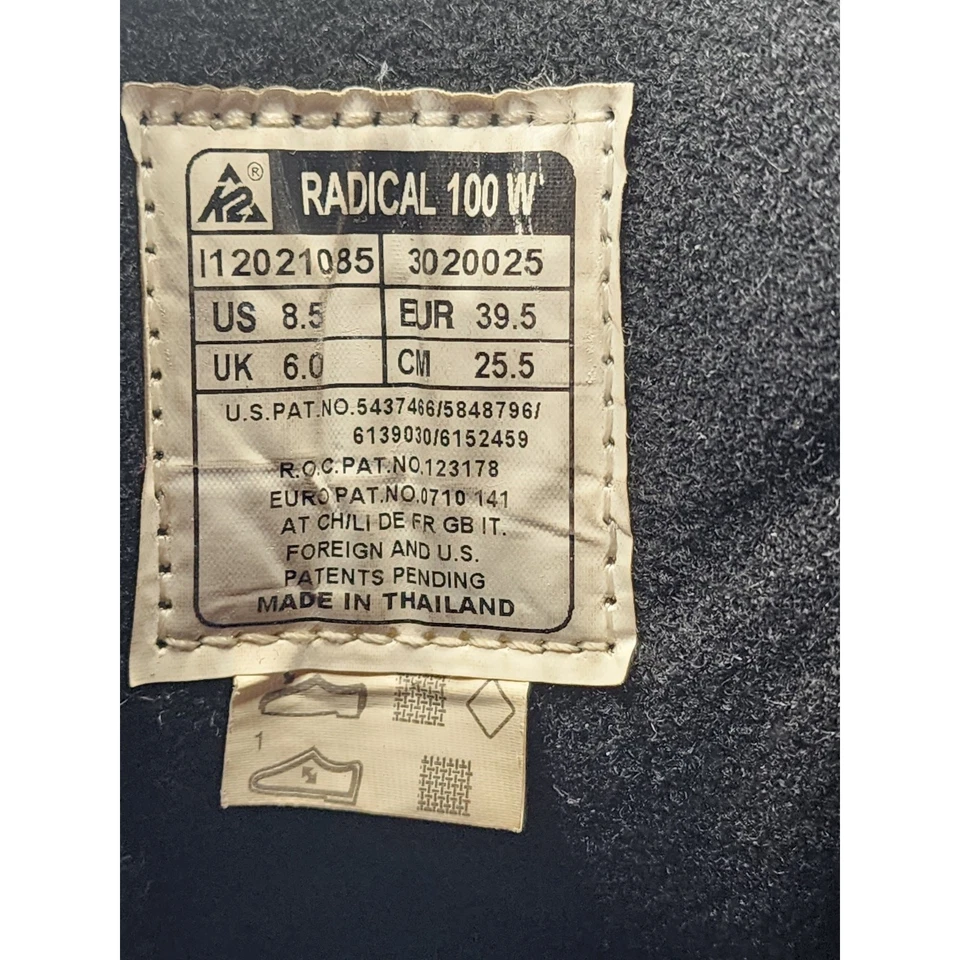 K2® RADICAL 100 W'
I12021085 3020025
US 8.5 EUR 39.5
UK 6.0 CM 25.5
U.S.PAT.NO.5437466/5848796/
6139030/6152459
R.O.C.PAT.NO.123178
EURO PAT.NO.0710 141
AT CH/LI DE FR GB IT.
FOREIGN AND U.S.
PATENTS PENDING
MADE IN THAILAND
1